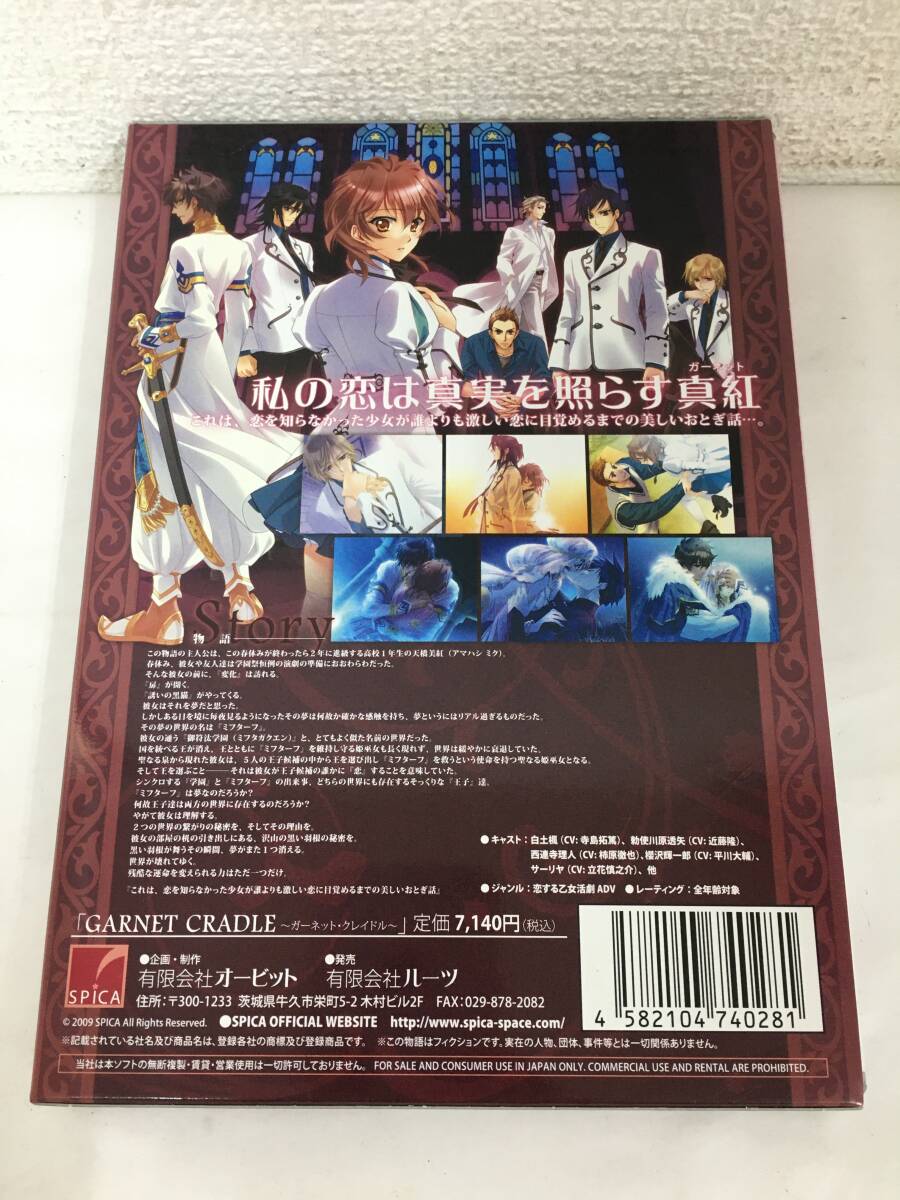 ガーネット
私の恋は真実を照らす真紅
これは、恋を知らなかった少女が誰よりも激しい恋に目覚めるまでの美しいおとぎ話…。
Story
物語
この物語の主人公は、この春休みが終わったら2年に進級する高校1年生の天橋美紅（アマハシ ミク）。
春休み、彼女や友人達は学園祭恒例の演劇の準備におおわらわだった。
そんな彼女の前に、『変化』は訪れる。
『扉』が開く。
『誘いの黒猫』がやってくる。
彼女はそれを夢だと思った。
しかしある日を境に毎夜見るようになったその夢は何故か確かな感触を持ち、夢というにはリアル過ぎるものだった。
その夢の世界の名は『ミフターフ』。
彼女の通う『御符汰学園（ミフタガクエン）』と、とてもよく似た名前の世界だった。
国を統べる王が消え、王とともに『ミフターフ』を維持し守る姫巫女も長く現れず、世界は緩やかに衰退していた。
聖なる泉から現れた彼女は、5人の王子候補の中から王を選び出し『ミフターフ』を救うという使命を持つ聖なる姫巫女となる。
そして王を選ぶこと―――それは彼女が王子候補の誰かに『恋』することを意味していた。
シンクロする『学園』と『ミフターフ』の出来事、どちらの世界にも存在するそっくりな『王子』達。
『ミフターフ』は夢なのだろうか？
何故王子達は両方の世界に存在するのだろうか？
やがて彼女は理解する。
2つの世界の繋がりの秘密を、そしてその理由を。
彼女の部屋の机の引き出しにある、沢山の黒い羽根の秘密を。
黒い羽根が舞うその瞬間、夢がまた1つ消える。
世界が壊れてゆく。
残酷な運命を変えられる力はただ一つだけ。
『これは、恋を知らなかった少女が誰よりも激しい恋に目覚めるまでの美しいおとぎ話』
●キャスト：白土楓（CV: 寺島拓篤）、勅使川原透矢（CV: 近藤隆）、
西連寺理人（CV: 柿原徹也）、櫻沢輝一郎（CV: 平川大輔）、
サーリヤ（CV: 立花慎之介）、他
●ジャンル：恋する乙女活劇 ADV ●レーティング：全年齢対象
「GARNET CRADLE ～ガーネット・クレイドル～」定価 7,140円（税込）
●企画・制作 ●発売
有限会社オービット 有限会社ルーツ
SPICA
住所：〒300-1233 茨城県牛久市栄町5-2 木村ビル2F FAX：029-878-2082
© 2009 SPICA All Rights Reserved. ●SPICA OFFICIAL WEBSITE http://www.spica-space.com/
4 582104 740281
※記載されている社名及び商品名は、登録各社の商標及び登録商標です。 ※この物語はフィクションです。実在の人物、団体、事件等とは一切関係ありません。
当社は本ソフトの無断複製・賃貸・営業使用は一切許可しておりません。 FOR SALE AND CONSUMER USE IN JAPAN ONLY. COMMERCIAL USE AND RENTAL ARE PROHIBITED.